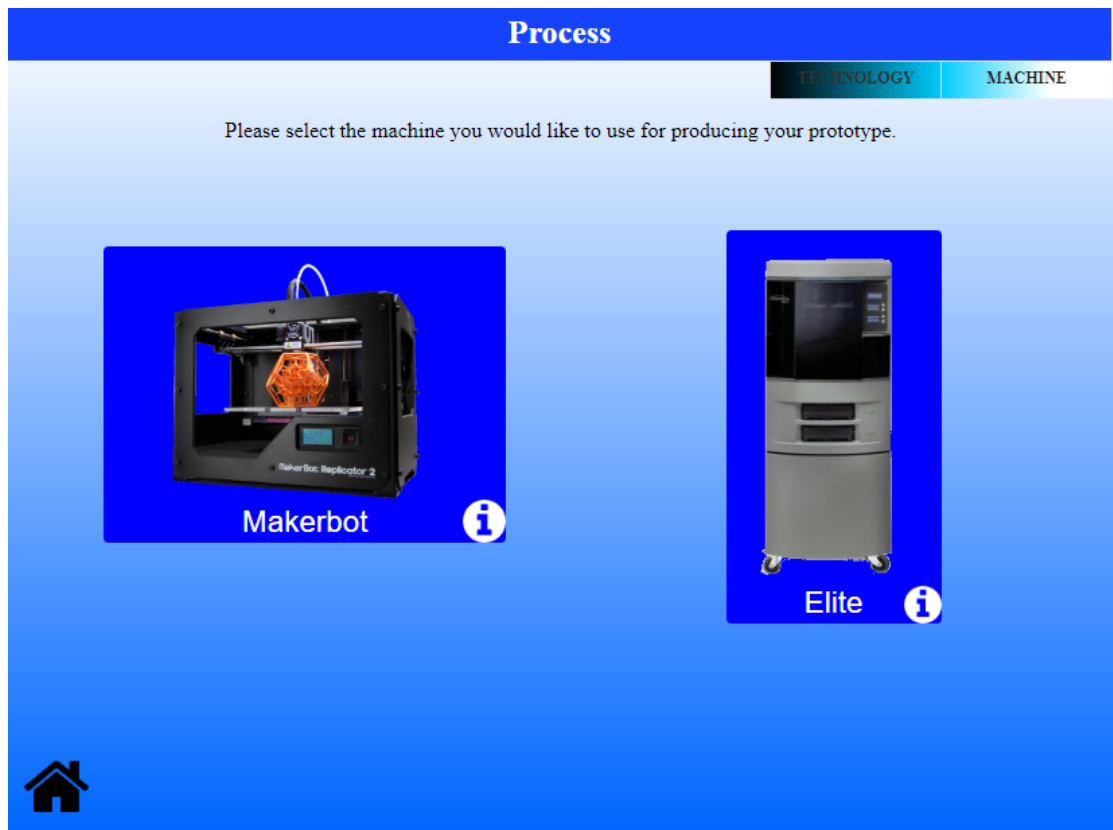 Process
TECHNOLOGY MACHINE
Please select the machine you would like to use for producing your prototype.
MakerBot Replicator 2
Makerbot
Elite